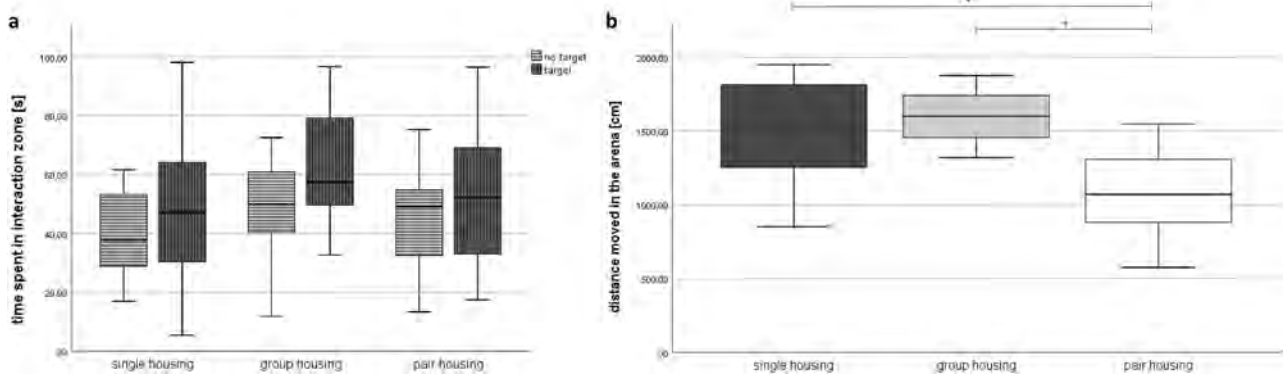 a
time spent in interaction zone [s]
100,00
80,00
60,00
40,00
20,00
,00
no target
target
single housing
group housing
pair housing
b
distance moved in the arena [cm]
2000,00
1500,00
1000,00
500,00
,00
single housing
group housing
pair housing